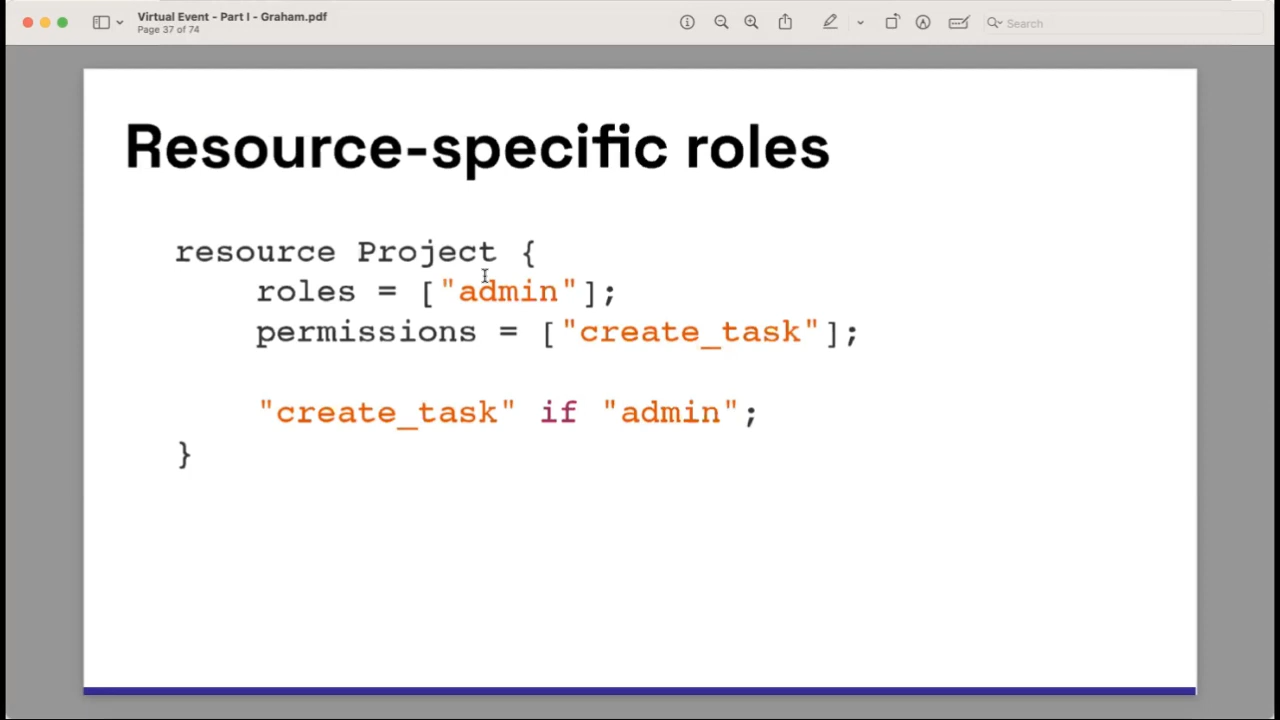 Virtual Event - Part I - Graham.pdf
Page 37 of 74
Search
Resource-specific roles
resource Project {
roles = ["admin"];
permissions = ["create_task"];
"create_task" if "admin";
}